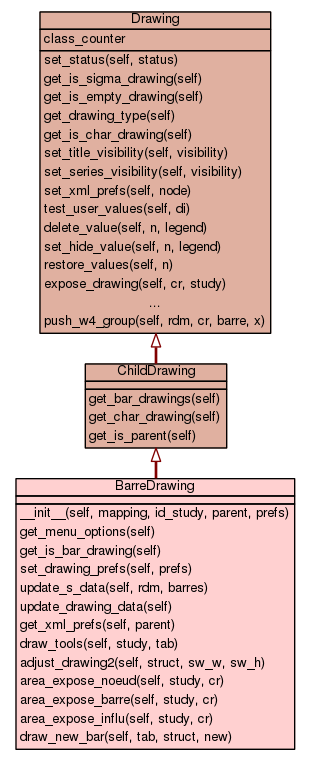 Drawing
class_counter
set_status(self, status)
get_is_sigma_drawing(self)
get_is_empty_drawing(self)
get_drawing_type(self)
get_is_char_drawing(self)
set_title_visibility(self, visibility)
set_series_visibility(self, visibility)
set_xml_prefs(self, node)
test_user_values(self, di)
delete_value(self, n, legend)
set_hide_value(self, n, legend)
restore_values(self, n)
expose_drawing(self, cr, study)
...
push_w4_group(self, rdm, cr, barre, x)
ChildDrawing
get_bar_drawings(self)
get_char_drawing(self)
get_is_parent(self)
BarreDrawing
__init__(self, mapping, id_study, parent, prefs)
get_menu_options(self)
get_is_bar_drawing(self)
set_drawing_prefs(self, prefs)
update_s_data(self, rdm, barres)
update_drawing_data(self)
get_xml_prefs(self, parent)
draw_tools(self, study, tab)
adjust_drawing2(self, struct, sw_w, sw_h)
area_expose_noeud(self, study, cr)
area_expose_barre(self, study, cr)
area_expose_influ(self, study, cr)
draw_new_bar(self, tab, struct, new)